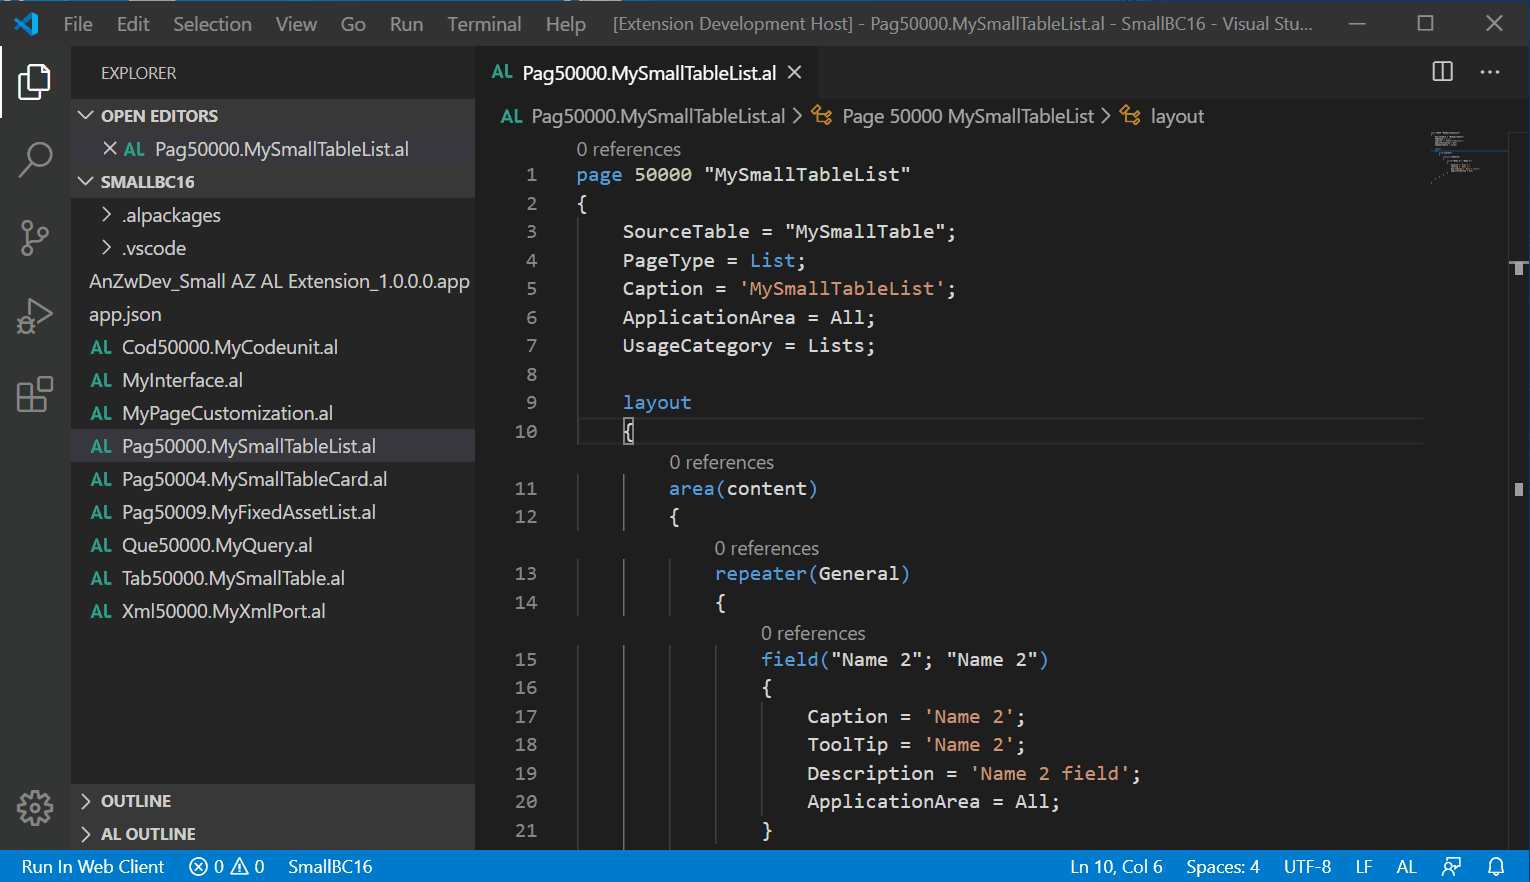 File Edit Selection View Go Run Terminal Help [Extension Development Host] - Pag50000.MySmallTableList.al - SmallBC16 - Visual Stu...
EXPLORER
OPEN EDITORS
AL Pag50000.MySmallTableList.al
SMALLBC16
.alpackages
.vscode
AnZwDev_Small AZ AL Extension_1.0.0.0.app
app.json
AL Cod50000.MyCodeunit.al
AL MyInterface.al
AL MyPageCustomization.al
AL Pag50000.MySmallTableList.al
AL Pag50004.MySmallTableCard.al
AL Pag50009.MyFixedAssetList.al
AL Que50000.MyQuery.al
AL Tab50000.MySmallTable.al
AL Xml50000.MyXmlPort.al
OUTLINE
AL OUTLINE
AL Pag50000.MySmallTableList.al
AL Pag50000.MySmallTableList.al > Page 50000 MySmallTableList > layout
0 references
1 page 50000 "MySmallTableList"
2 {
3 SourceTable = "MySmallTable";
4 PageType = List;
5 Caption = 'MySmallTableList';
6 ApplicationArea = All;
7 UsageCategory = Lists;
8
9 layout
10 {
0 references
11 area(content)
12 {
0 references
13 repeater(General)
14 {
0 references
15 field("Name 2"; "Name 2")
16 {
17 Caption = 'Name 2';
18 ToolTip = 'Name 2';
19 Description = 'Name 2 field';
20 ApplicationArea = All;
21 }
Run In Web Client 0 0 SmallBC16 Ln 10, Col 6 Spaces: 4 UTF-8 LF AL